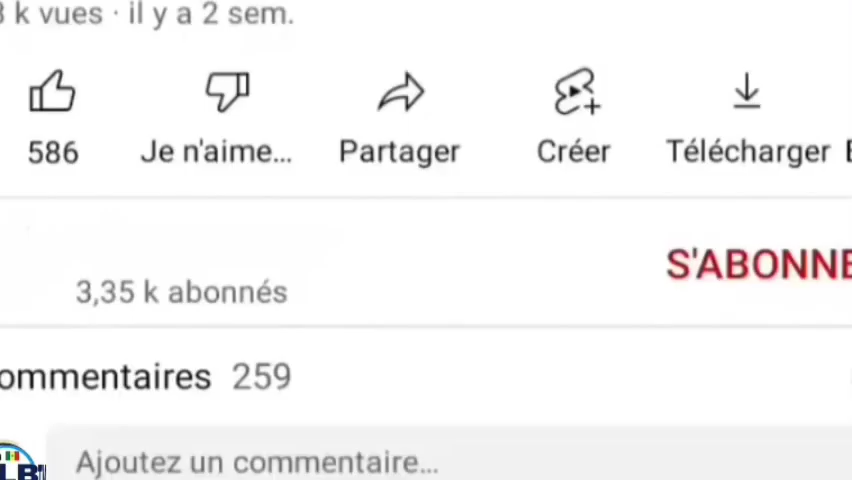 k vues · il y a 2 sem.
586 Je n'aime... Partager Créer Télécharger
S'ABONNE
3,35 k abonnés
ommentaires 259
Ajoutez un commentaire...
LB